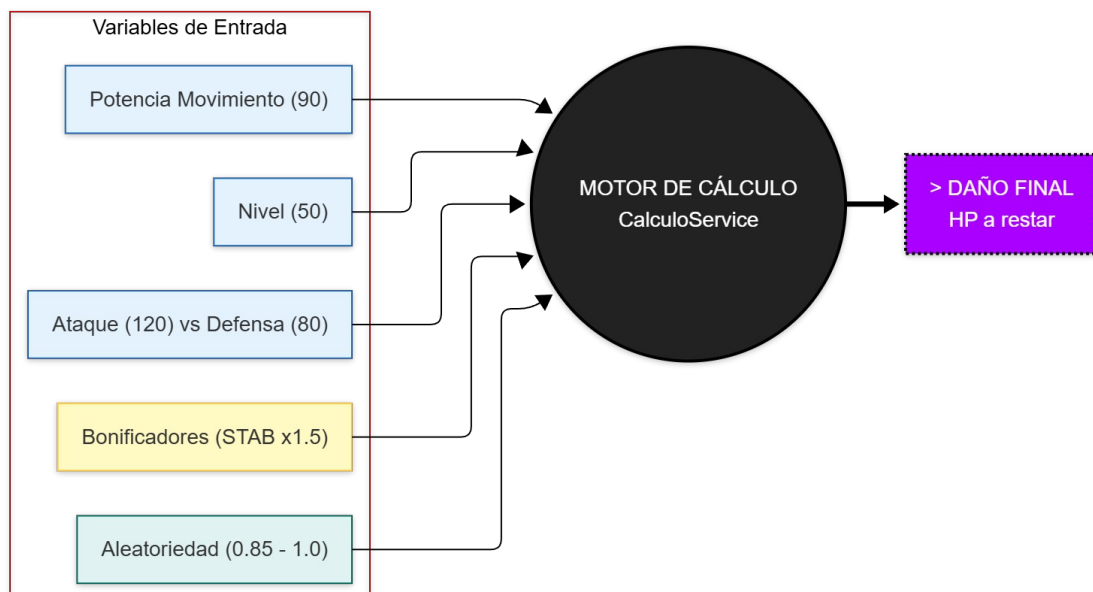 Variables de Entrada
Potencia Movimiento (90)
Nivel (50)
Ataque (120) vs Defensa (80)
Bonificadores (STAB x1.5)
Aleatoriedad (0.85 - 1.0)
MOTOR DE CÁLCULO
CalculoService
> DAÑO FINAL
HP a restar